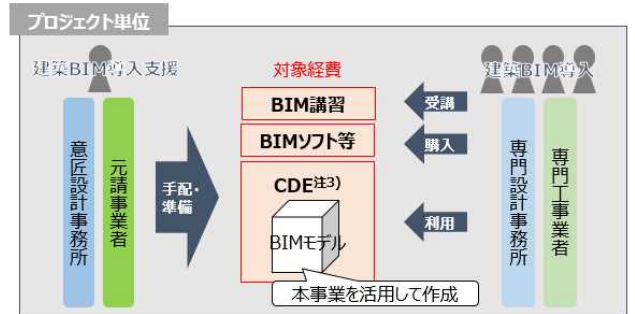 プロジェクト単位
建築BIM導入支援
対象経費
建築BIM導入
意匠設計事務所
元請事業者
手配・
準備
BIM講習
BIMソフト等
CDE注3)
BIMモデル
本事業を活用して作成
受講
購入
利用
専門設計事務所
専門工事業者